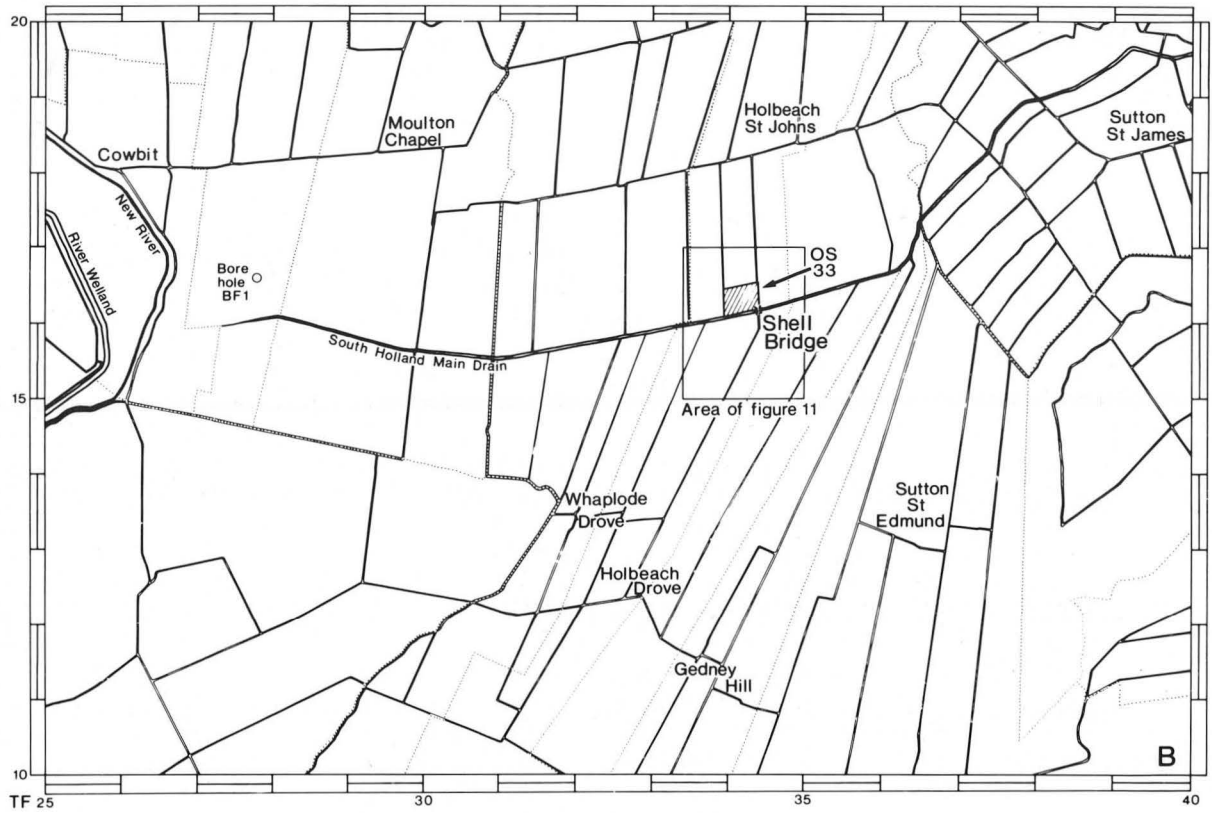 20
Holbeach
St Johns
Moulton
Chapel
Sutton
St James
Cowbit
New River
River Welland
OS
33
Bore
hole
BF1
Shell
Bridge
South Holland Main Drain
15
Area of figure 11
Whaplode
Drove
Sutton
St
Edmund
Holbeach
Drove
Gedney
Hill
B
10
TF 25
30
35
40